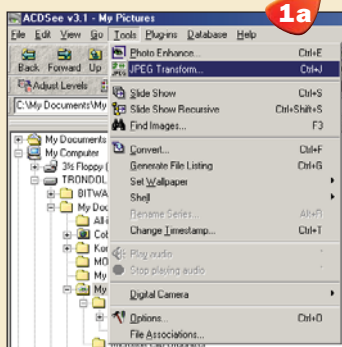 1a
ACDSee v3.1 - My Pictures
File Edit View Go Tools Plug-ins Database Help
Back Forward Up
Adjust Levels
C:\My Documents\My
My Documents
My Computer
3½ Floppy (
TRONDOL
BITWA
My Doc
All-i
Cob
Kor
MO
My
My
Photo Enhance... Ctrl+E
JPEG Transform... Ctrl+J
Slide Show Ctrl+S
Slide Show Recursive Ctrl+Shift+S
Find Images... F3
Convert... Ctrl+F
Generate File Listing Ctrl+G
Set Wallpaper
Shell
Rename Series... Alt+R
Change Timestamp... Ctrl+T
Play audio
Stop playing audio
Digital Camera
Options... Ctrl+O
File Associations...